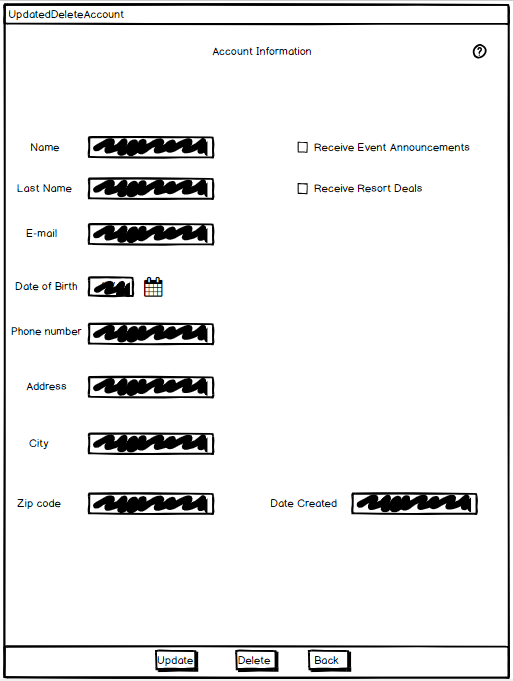 UpdatedDeleteAccount
Account Information
?
Name
Receive Event Announcements
Last Name
Receive Resort Deals
E-mail
Date of Birth
Phone number
Address
City
Zip code
Date Created
Update
Delete
Back